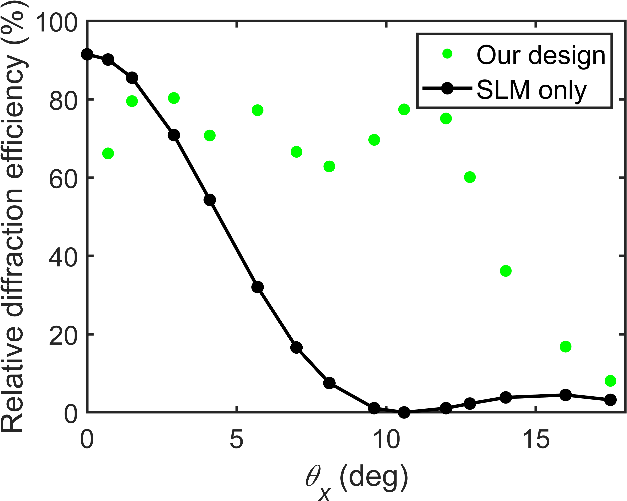 Relative diffraction efficiency (%)
100
80
60
40
20
0
Our design
SLM only
0
5
10
15
θx (deg)